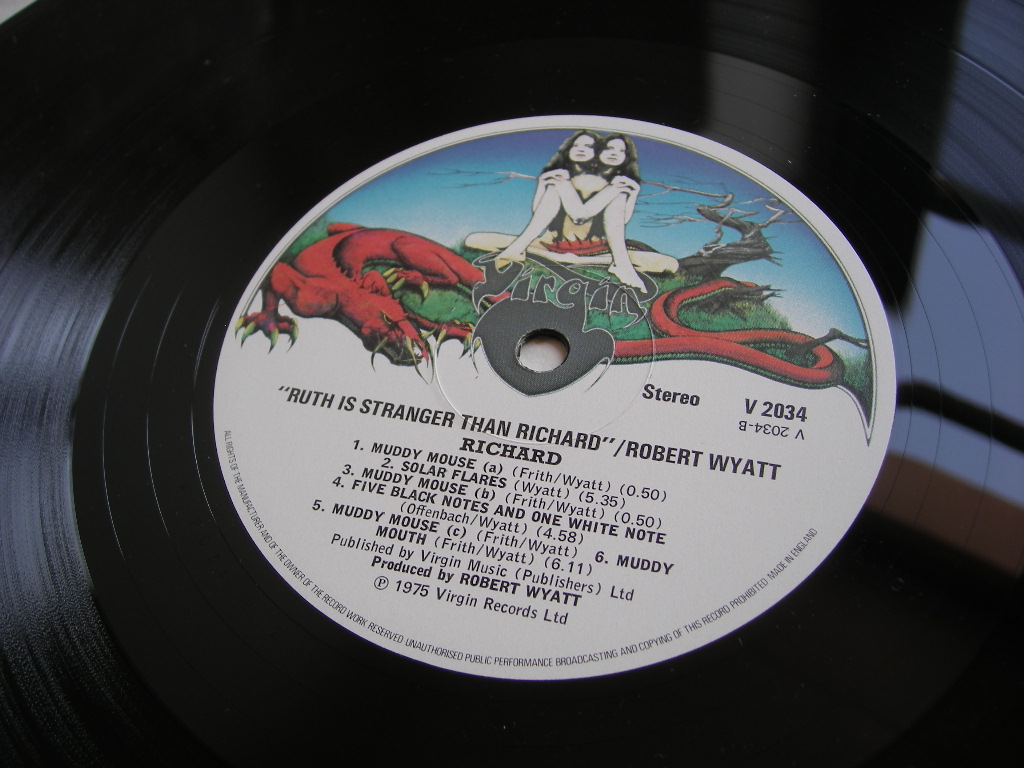 Virgin
Stereo V 2034
V 2034-B
"RUTH IS STRANGER THAN RICHARD"/ROBERT WYATT
RICHARD
1. MUDDY MOUSE (a) (Frith/Wyatt) (0.50)
2. SOLAR FLARES (Wyatt) (5.35)
3. MUDDY MOUSE (b) (Frith/Wyatt) (0.50)
4. FIVE BLACK NOTES AND ONE WHITE NOTE
(Offenbach/Wyatt) (4.58)
5. MUDDY MOUSE (c) (Frith/Wyatt) 6. MUDDY
MOUTH (Frith/Wyatt) (6.11)
Published by Virgin Music (Publishers) Ltd
Produced by ROBERT WYATT
Ⓟ 1975 Virgin Records Ltd
ALL RIGHTS OF THE MANUFACTURER AND OF THE OWNER OF THE RECORD WORK RESERVED UNAUTHORISED PUBLIC PERFORMANCE BROADCASTING AND COPYING OF THIS RECORD PROHIBITED MADE IN ENGLAND